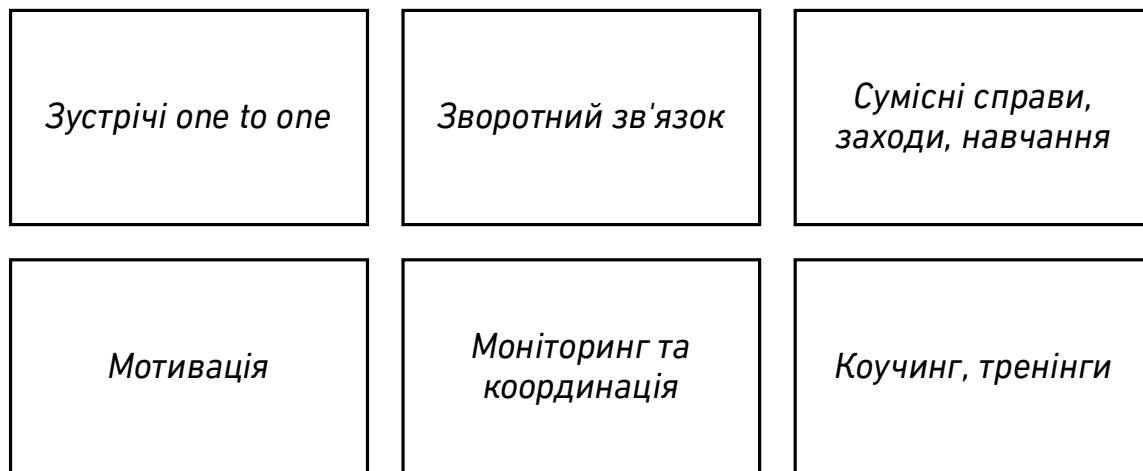 Зустрічі one to one
Зворотний зв'язок
Сумісні справи,
заходи, навчання
Мотивація
Моніторинг та
координація
Коучинг, тренінги